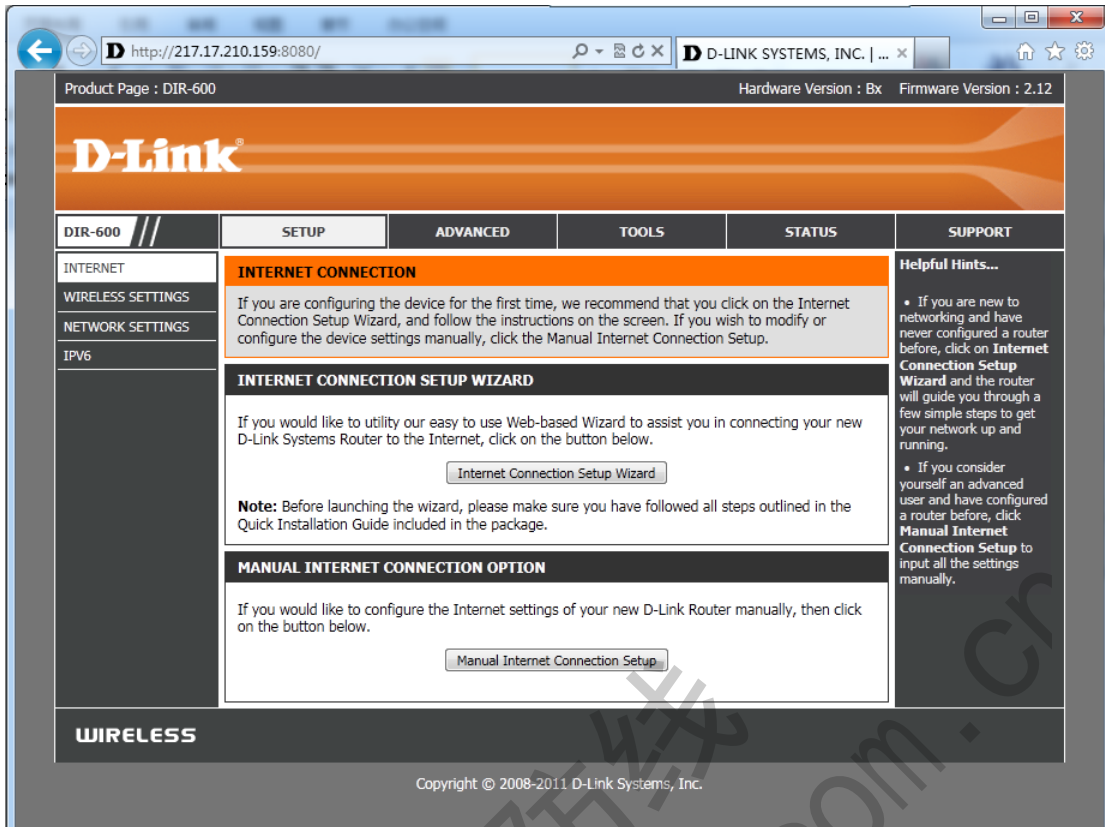 http://217.17.210.159:8080/
D-LINK SYSTEMS, INC. | ...
Product Page : DIR-600
Hardware Version : Bx
Firmware Version : 2.12
D-Link®
DIR-600
SETUP
ADVANCED
TOOLS
STATUS
SUPPORT
INTERNET
WIRELESS SETTINGS
NETWORK SETTINGS
IPV6
INTERNET CONNECTION
If you are configuring the device for the first time, we recommend that you click on the Internet
Connection Setup Wizard, and follow the instructions on the screen. If you wish to modify or
configure the device settings manually, click the Manual Internet Connection Setup.
INTERNET CONNECTION SETUP WIZARD
If you would like to utility our easy to use Web-based Wizard to assist you in connecting your new
D-Link Systems Router to the Internet, click on the button below.
Internet Connection Setup Wizard
Note: Before launching the wizard, please make sure you have followed all steps outlined in the
Quick Installation Guide included in the package.
MANUAL INTERNET CONNECTION OPTION
If you would like to configure the Internet settings of your new D-Link Router manually, then click
on the button below.
Manual Internet Connection Setup
Helpful Hints...
• If you are new to
networking and have
never configured a router
before, click on Internet
Connection Setup
Wizard and the router
will guide you through a
few simple steps to get
your network up and
running.
• If you consider
yourself an advanced
user and have configured
a router before, click
Manual Internet
Connection Setup to
input all the settings
manually.
WIRELESS
Copyright © 2008-2011 D-Link Systems, Inc.